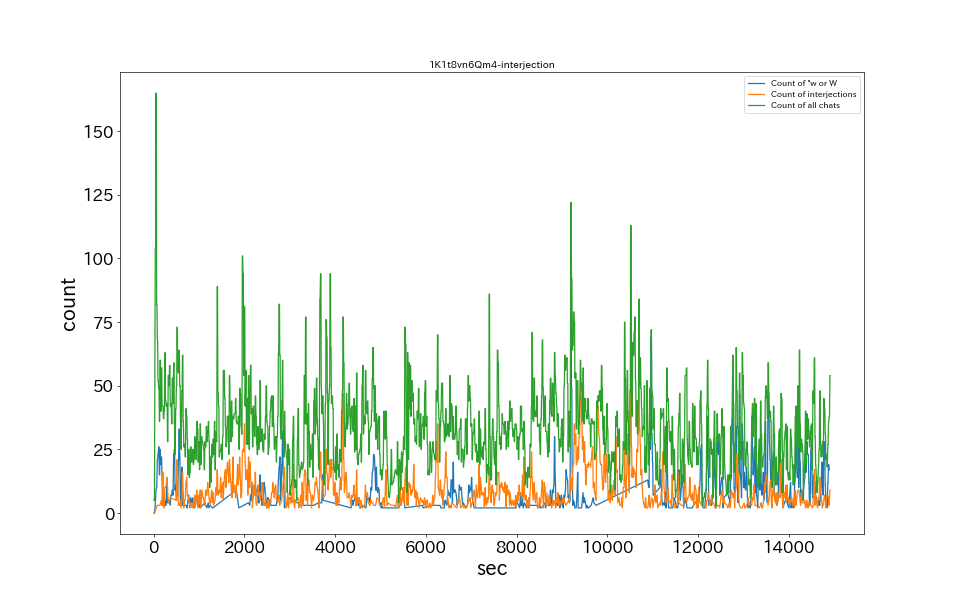 1K1t8vn6Qm4-interjection
Count of "w or W
Count of interjections
Count of all chats
count
150
125
100
75
50
25
0
0 2000 4000 6000 8000 10000 12000 14000
sec